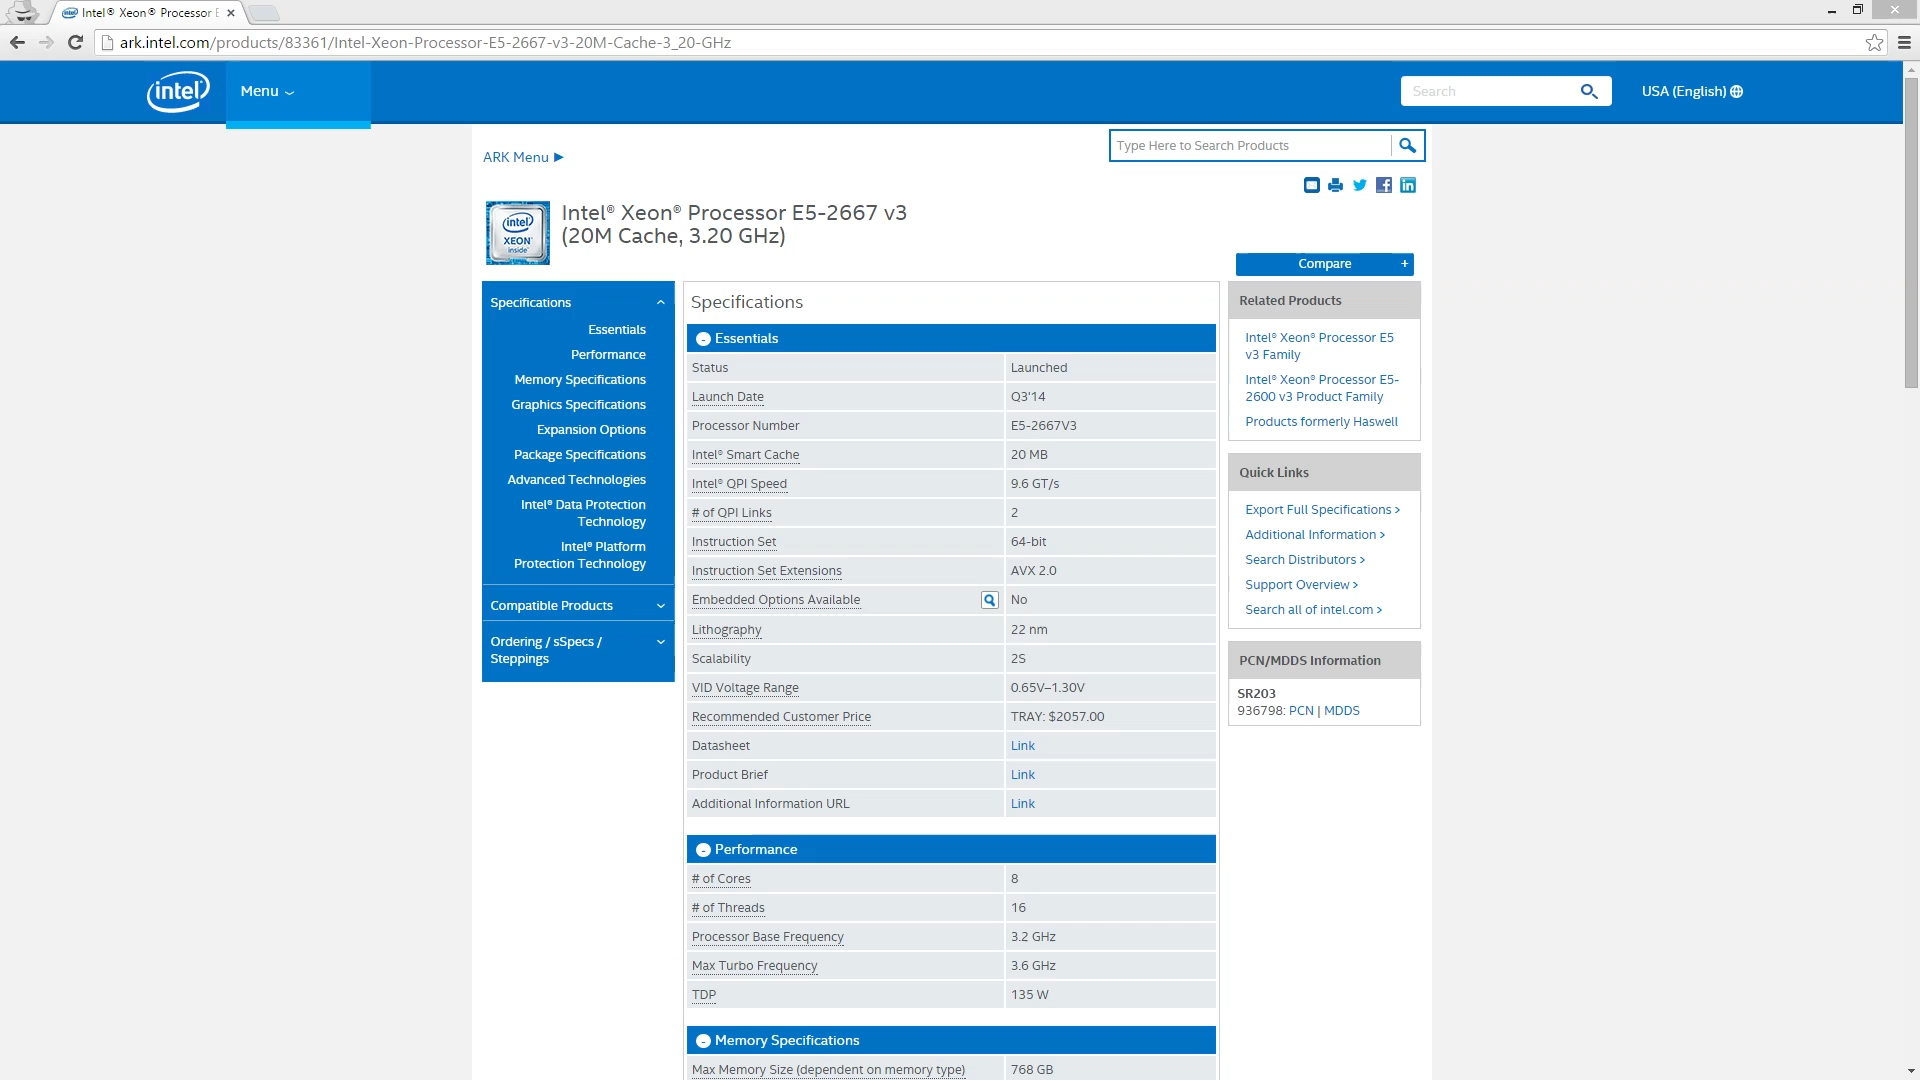 Intel® Xeon® Processor E
ark.intel.com/products/83361/Intel-Xeon-Processor-E5-2667-v3-20M-Cache-3_20-GHz
intel
Menu
Search
USA (English)
ARK Menu ▶
Type Here to Search Products
intel
XEON
inside
Intel® Xeon® Processor E5-2667 v3
(20M Cache, 3.20 GHz)
Compare +
Specifications
Essentials
Performance
Memory Specifications
Graphics Specifications
Expansion Options
Package Specifications
Advanced Technologies
Intel® Data Protection
Technology
Intel® Platform
Protection Technology
Compatible Products
Ordering / sSpecs /
Steppings
Specifications
- Essentials
Status Launched
Launch Date Q3'14
Processor Number E5-2667V3
Intel® Smart Cache 20 MB
Intel® QPI Speed 9.6 GT/s
# of QPI Links 2
Instruction Set 64-bit
Instruction Set Extensions AVX 2.0
Embedded Options Available No
Lithography 22 nm
Scalability 2S
VID Voltage Range 0.65V–1.30V
Recommended Customer Price TRAY: $2057.00
Datasheet Link
Product Brief Link
Additional Information URL Link
- Performance
# of Cores 8
# of Threads 16
Processor Base Frequency 3.2 GHz
Max Turbo Frequency 3.6 GHz
TDP 135 W
- Memory Specifications
Max Memory Size (dependent on memory type) 768 GB
Related Products
Intel® Xeon® Processor E5
v3 Family
Intel® Xeon® Processor E5-
2600 v3 Product Family
Products formerly Haswell
Quick Links
Export Full Specifications >
Additional Information >
Search Distributors >
Support Overview >
Search all of intel.com >
PCN/MDDS Information
SR203
936798: PCN | MDDS